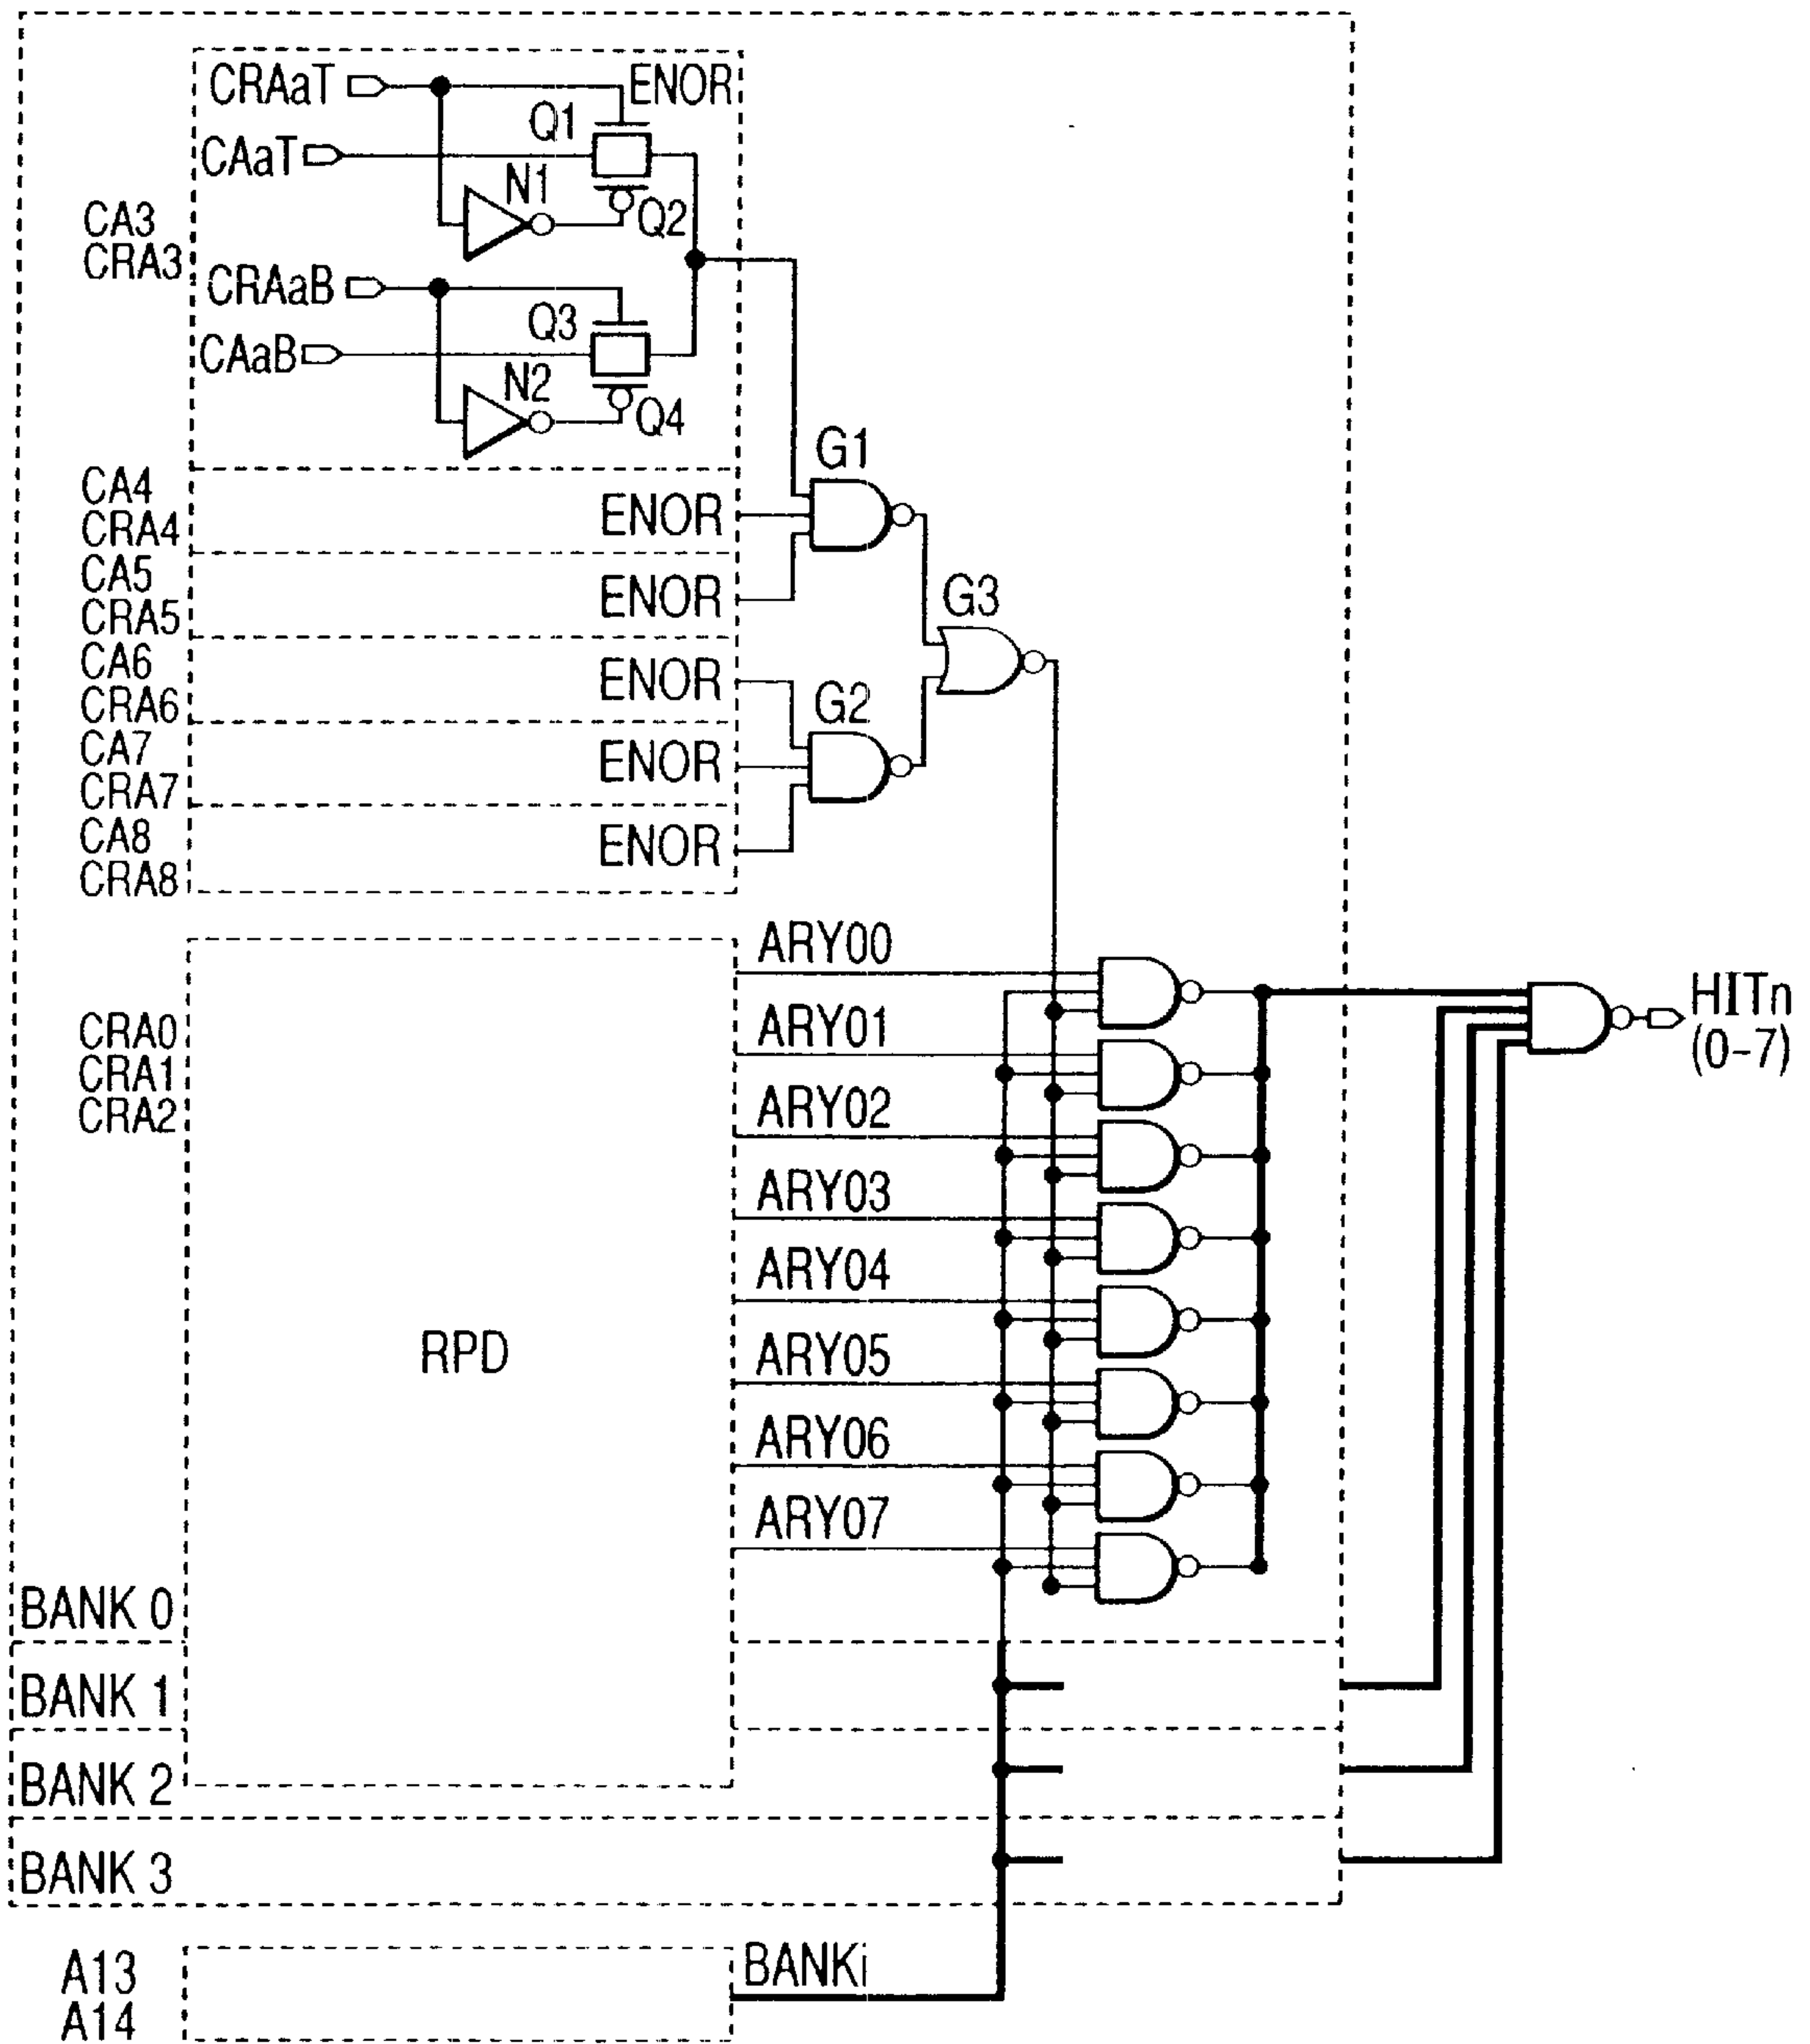 CRAaT
ENOR
Q1
CAaT
N1
Q2
CA3
CRA3
CRAaB
Q3
CAaB
N2
Q4
G1
CA4
CRA4
ENOR
CA5
CRA5
ENOR
G3
CA6
CRA6
ENOR
G2
CA7
CRA7
ENOR
CA8
CRA8
ENOR
ARY00
HITn
(0-7)
CRA0
CRA1
CRA2
ARY01
ARY02
ARY03
ARY04
RPD
ARY05
ARY06
ARY07
BANK 0
BANK 1
BANK 2
BANK 3
A13
A14
BANKi